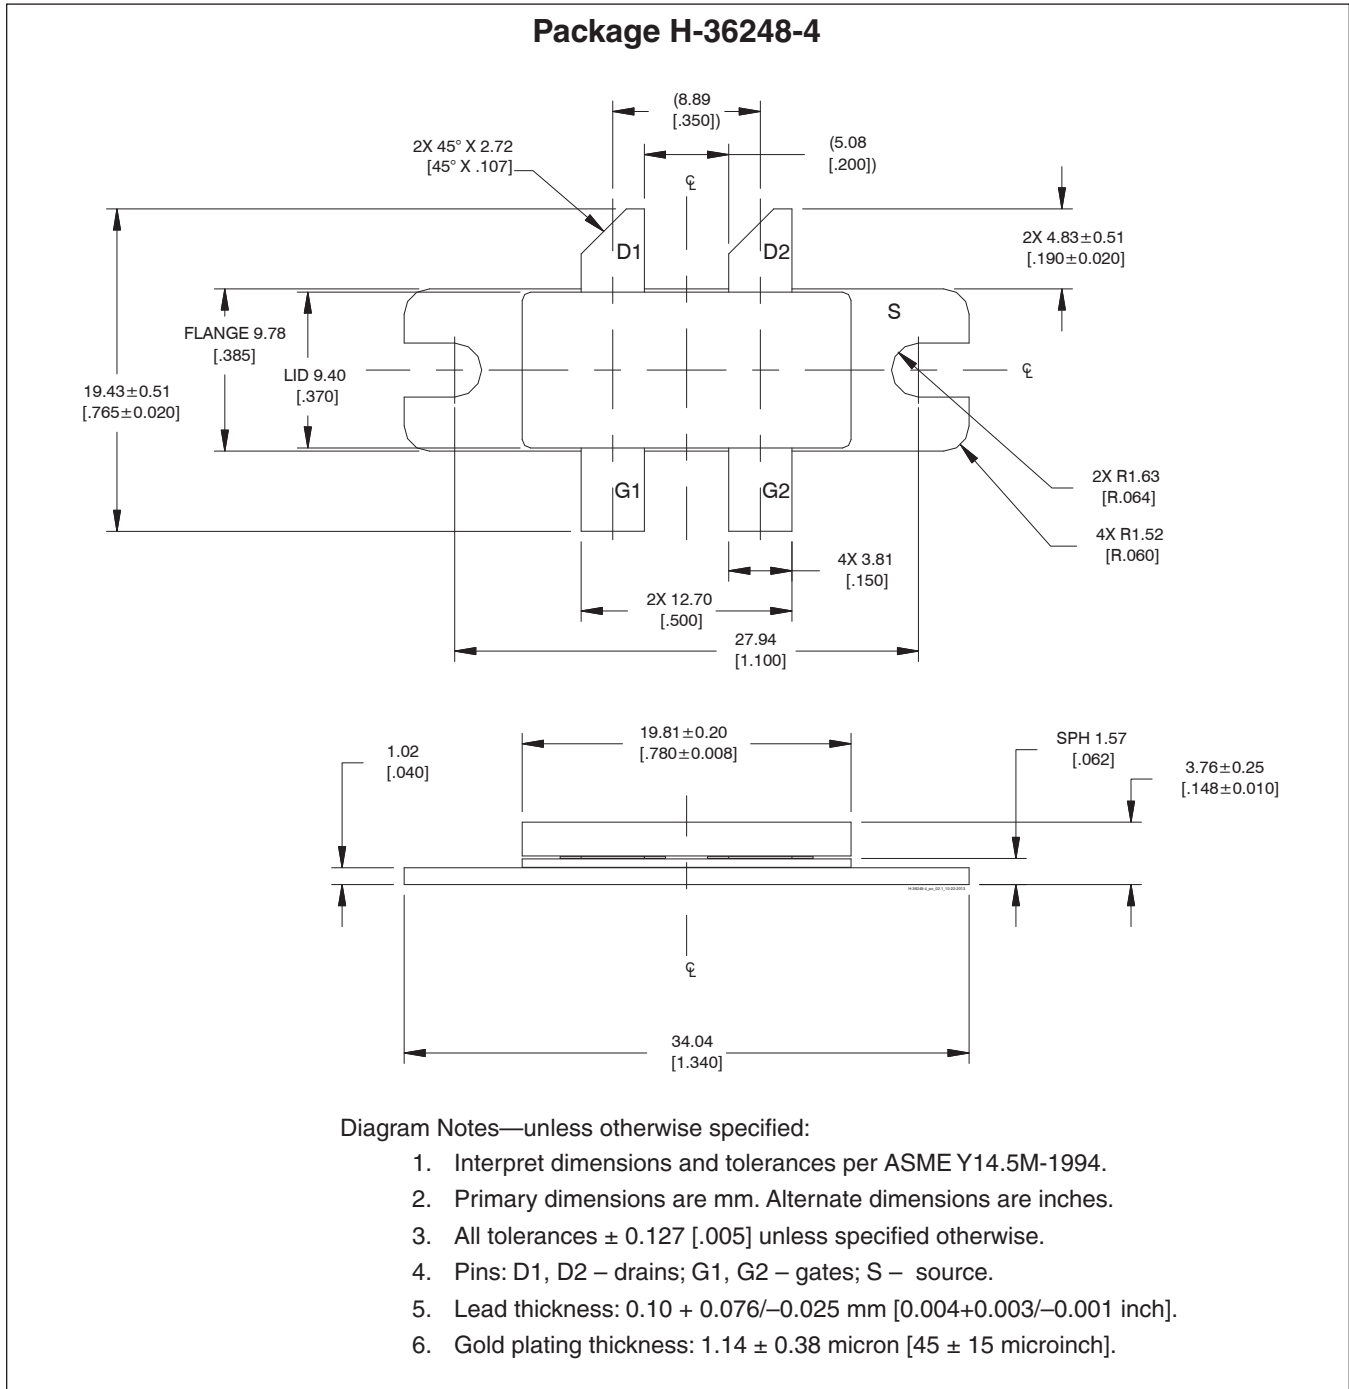 Package H-36248-4
(8.89
[.350])
2X 45° X 2.72
[45° X .107]
(5.08
[.200])
℄
D1
D2
2X 4.83±0.51
[.190±0.020]
S
FLANGE 9.78
[.385]
LID 9.40
[.370]
℄
19.43±0.51
[.765±0.020]
G1
G2
2X R1.63
[R.064]
4X R1.52
[R.060]
4X 3.81
[.150]
2X 12.70
[.500]
27.94
[1.100]
19.81±0.20
[.780±0.008]
SPH 1.57
[.062]
1.02
[.040]
3.76±0.25
[.148±0.010]
℄
34.04
[1.340]
Diagram Notes—unless otherwise specified:
1. Interpret dimensions and tolerances per ASME Y14.5M-1994.
2. Primary dimensions are mm. Alternate dimensions are inches.
3. All tolerances ± 0.127 [.005] unless specified otherwise.
4. Pins: D1, D2 – drains; G1, G2 – gates; S – source.
5. Lead thickness: 0.10 + 0.076/–0.025 mm [0.004+0.003/–0.001 inch].
6. Gold plating thickness: 1.14 ± 0.38 micron [45 ± 15 microinch].